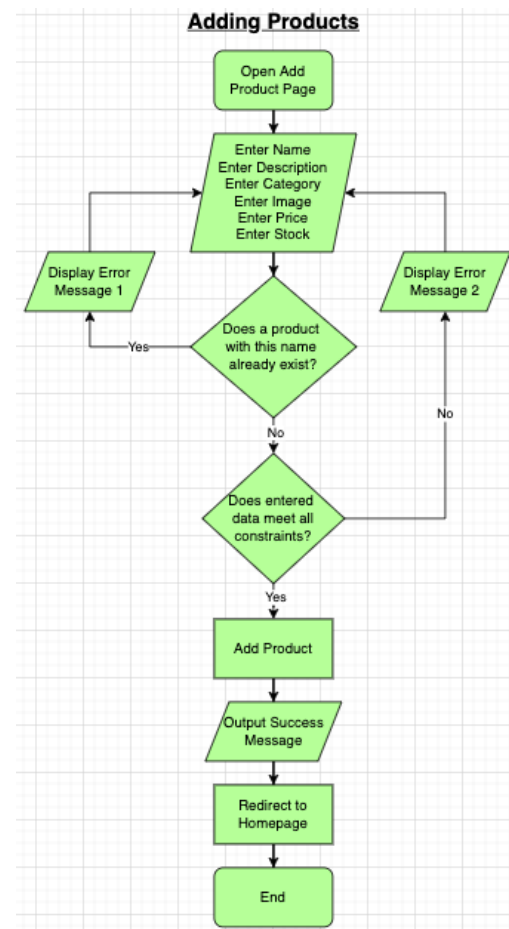 Adding Products
Open Add
Product Page
Enter Name
Enter Description
Enter Category
Enter Image
Enter Price
Enter Stock
Display Error
Message 1
Display Error
Message 2
Does a product
with this name
already exist?
Yes
No
No
Does entered
data meet all
constraints?
Yes
Add Product
Output Success
Message
Redirect to
Homepage
End